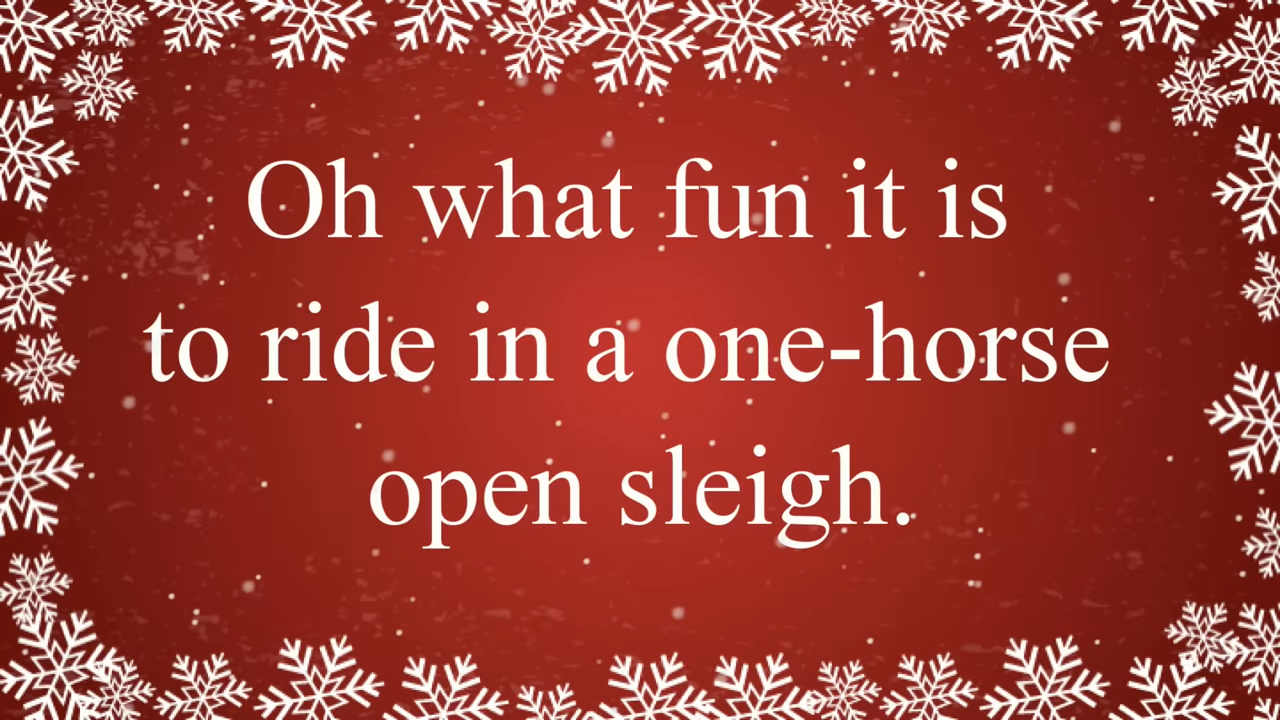 Oh what fun it is
to ride in a one-horse
open sleigh.